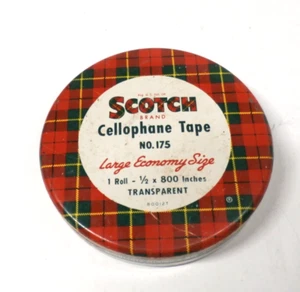 SCOTCH
BRAND
Cellophane Tape
NO. 175
Large Economy Size
1 Roll - ½ x 800 Inches
TRANSPARENT
®